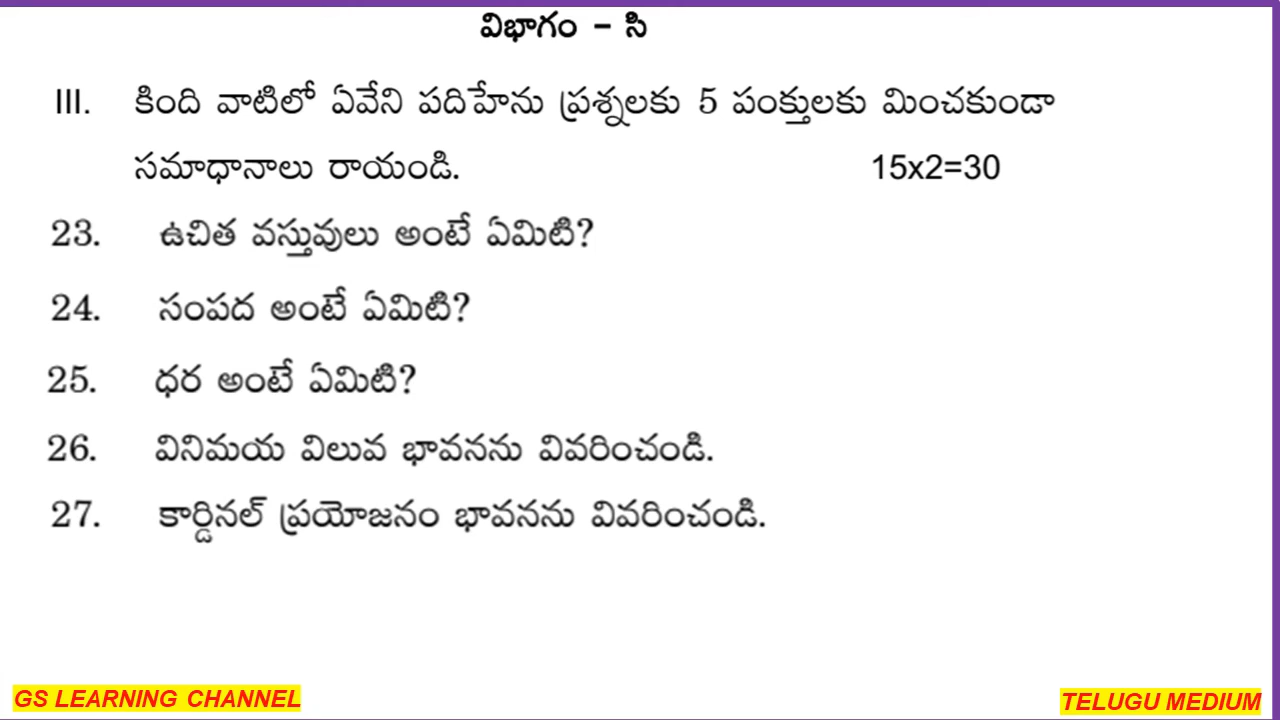 విభాగం – సి
III. కింది వాటిలో ఏవేని పదిహేను ప్రశ్నలకు 5 పంక్తులకు మించకుండా
సమాధానాలు రాయండి. 15x2=30
23. ఉచిత వస్తువులు అంటే ఏమిటి?
24. సంపద అంటే ఏమిటి?
25. ధర అంటే ఏమిటి?
26. వినిమయ విలువ భావనను వివరించండి.
27. కార్డినల్ ప్రయోజనం భావనను వివరించండి.
GS LEARNING CHANNEL TELUGU MEDIUM